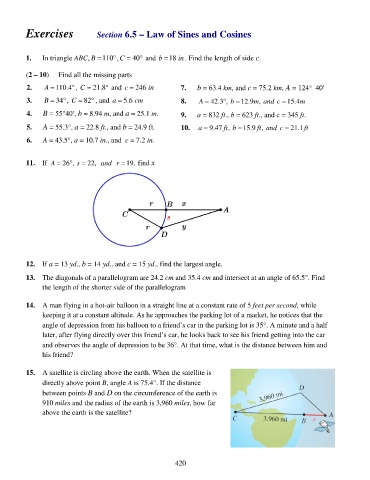 Exercises Section 6.5 – Law of Sines and Cosines
1. In triangle ABC, B = 110°, C = 40° and b = 18 in. Find the length of side c.
(2 – 10) Find all the missing parts
2. A = 110.4°, C = 21.8° and c = 246 in
3. B = 34°, C = 82°, and a = 5.6 cm
4. B = 55°40', b = 8.94 m, and a = 25.1 m.
5. A = 55.3°, a = 22.8 ft., and b = 24.9 ft.
6. A = 43.5°, a = 10.7 in., and c = 7.2 in.
7. b = 63.4 km, and c = 75.2 km, A = 124° 40'
8. A = 42.3°, b = 12.9m, and c = 15.4m
9. a = 832 ft., b = 623 ft., and c = 345 ft.
10. a = 9.47 ft, b = 15.9 ft, and c = 21.1 ft
11. If A = 26°, s = 22, and r = 19, find x
r B x
C A
s
r y
D
12. If a = 13 yd., b = 14 yd., and c = 15 yd., find the largest angle.
13. The diagonals of a parallelogram are 24.2 cm and 35.4 cm and intersect at an angle of 65.5°. Find
the length of the shorter side of the parallelogram
14. A man flying in a hot-air balloon in a straight line at a constant rate of 5 feet per second, while
keeping it at a constant altitude. As he approaches the parking lot of a market, he notices that the
angle of depression from his balloon to a friend's car in the parking lot is 35°. A minute and a half
later, after flying directly over this friend's car, he looks back to see his friend getting into the car
and observes the angle of depression to be 36°. At that time, what is the distance between him and
his friend?
15. A satellite is circling above the earth. When the satellite is
directly above point B, angle A is 75.4°. If the distance
between points B and D on the circumference of the earth is
910 miles and the radius of the earth is 3,960 miles, how far
above the earth is the satellite?
D
3,960 mi
C 3,960 mi B x A
420